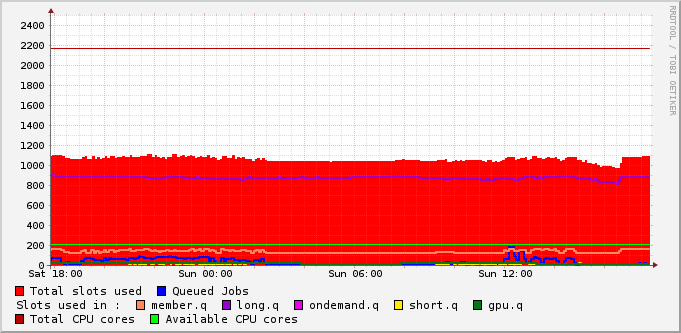 2400
2200
2000
1800
1600
1400
1200
1000
800
600
400
200
0
Sat 18:00 Sun 00:00 Sun 06:00 Sun 12:00
Total slots used Queued Jobs
Slots used in : member.q long.q ondemand.q short.q gpu.q
Total CPU cores Available CPU cores
RRDTOOL / TOBI OETIKER